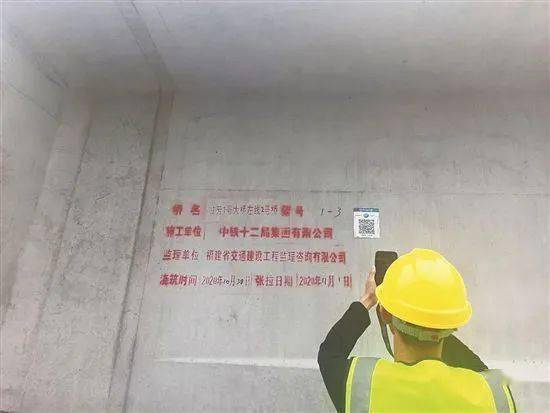 桥名 1号大桥左线2号桥 梁号 1-3
施工单位 中铁十二局集团有限公司
监理单位 福建省交通建设工程监理咨询有限公司
浇筑时间 2020年10月30日 张拉日期 2020年11月1日